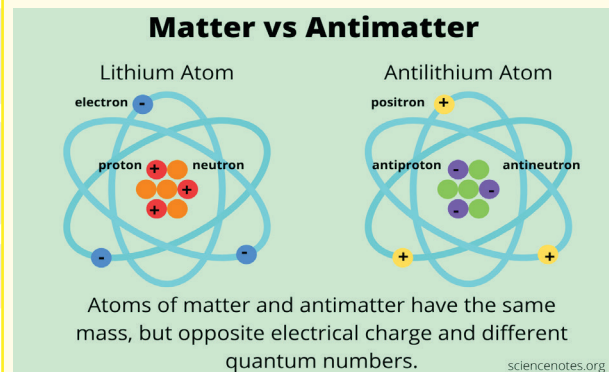 Matter vs Antimatter
Lithium Atom
Antilithium Atom
electron -
positron +
proton + neutron
antiproton - antineutron
+
-
+
-
- -
+ +
Atoms of matter and antimatter have the same
mass, but opposite electrical charge and different
quantum numbers.
sciencenotes.org